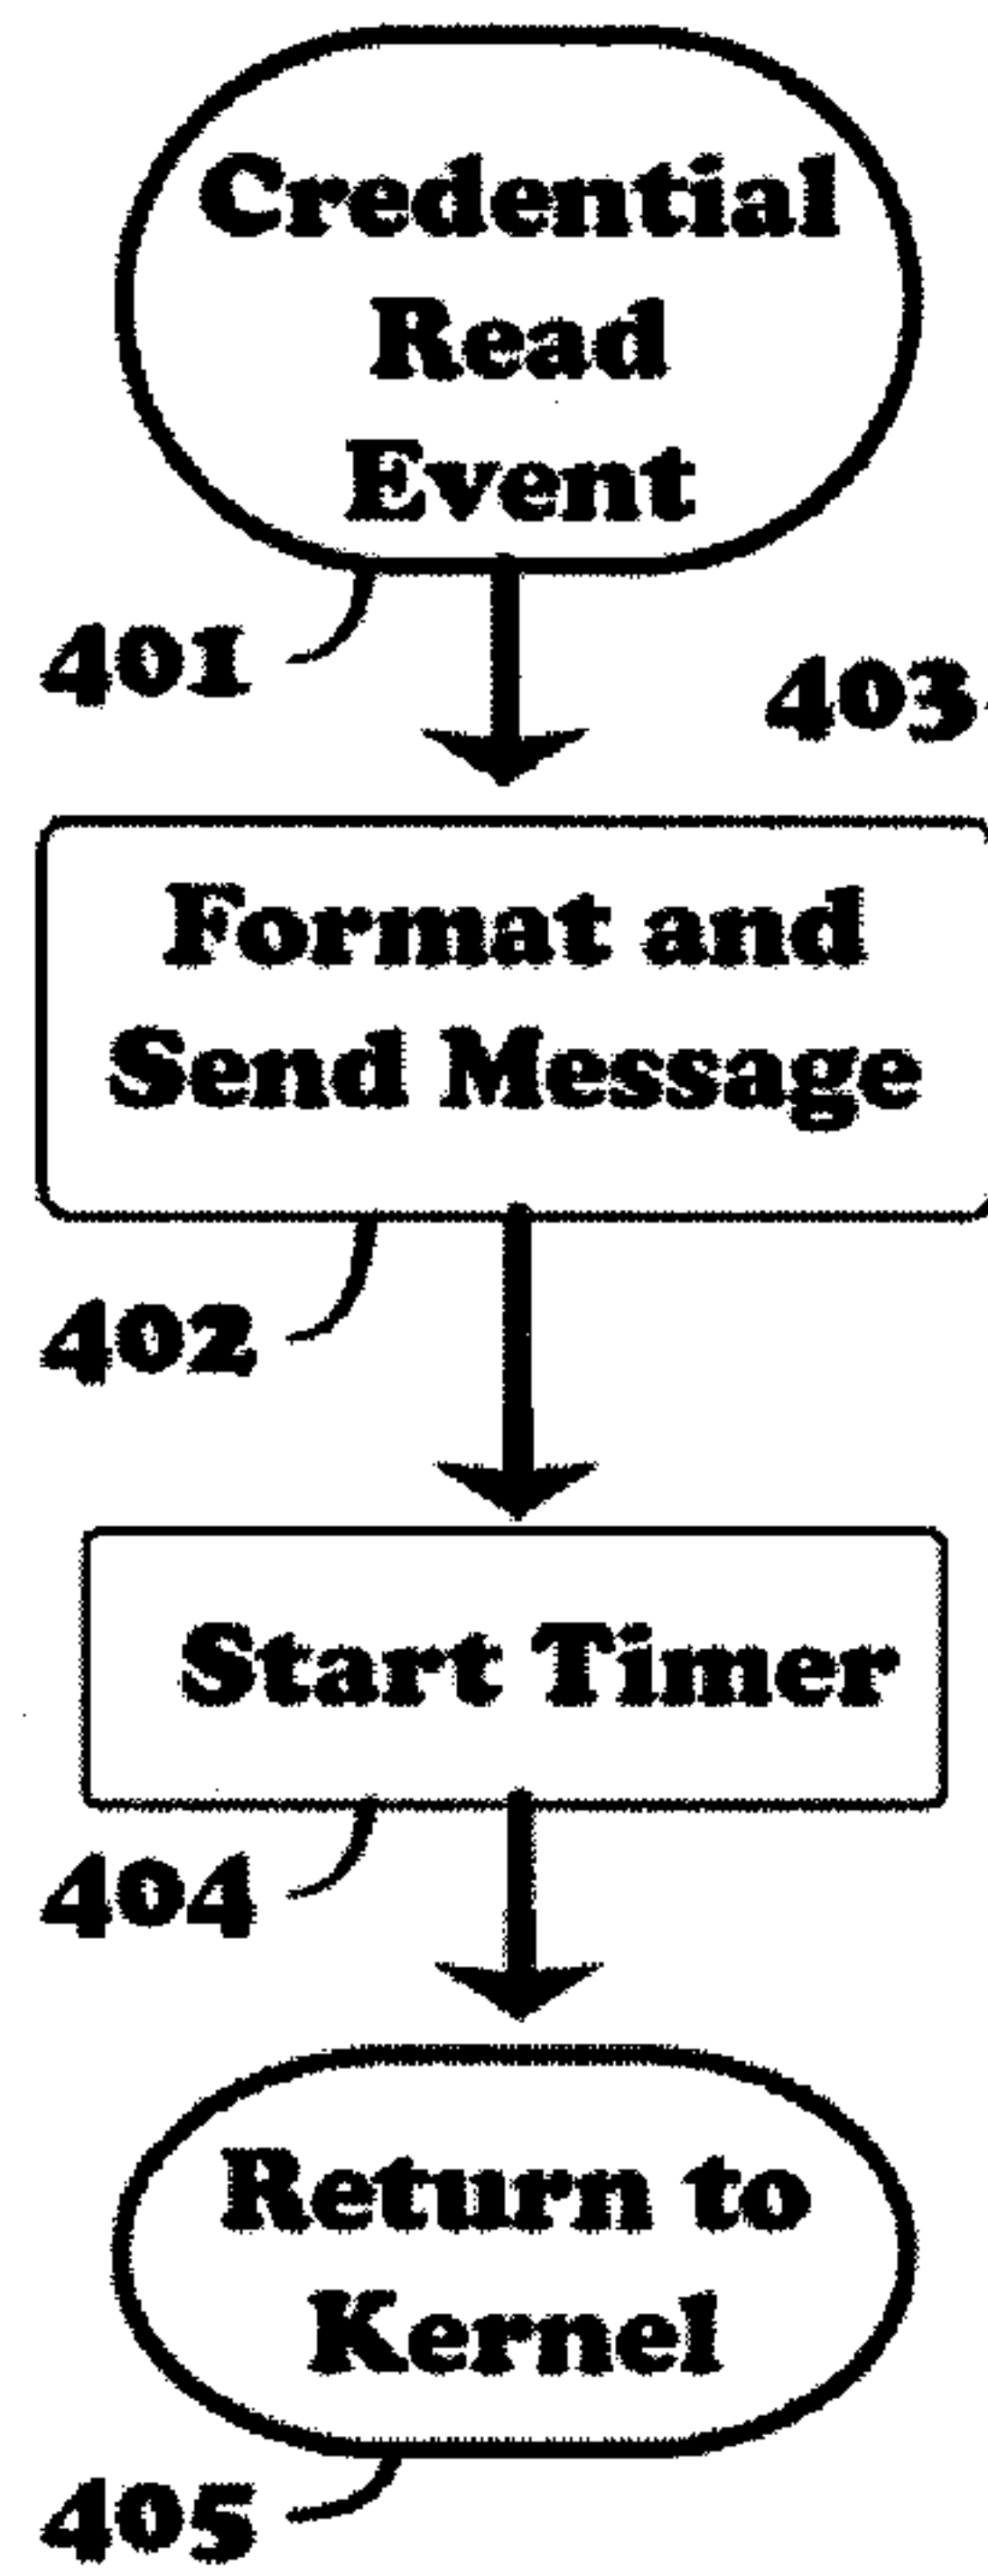 Credential
Read
Event
401
403
Format and
Send Message
402
Start Timer
404
Return to
Kernel
405